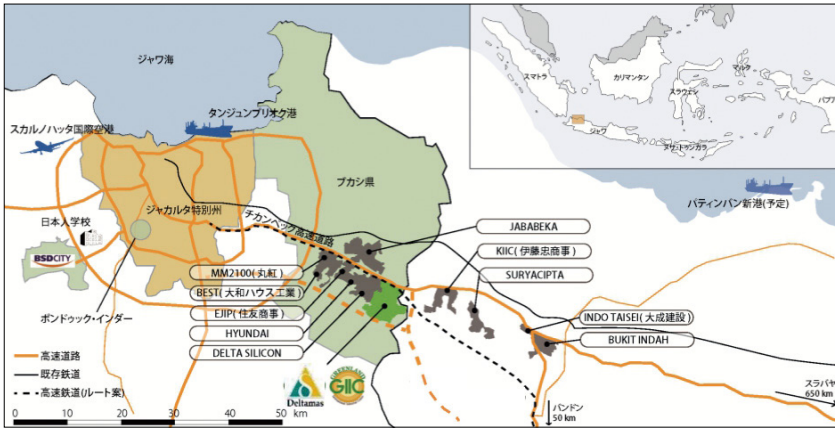 ジャワ海
スマトラ
カリマンタン
スラウェシ
マルク
パプア
ジャワ
ヌサ・トゥンガラ
スカルノハッタ国際空港
タンジュンプリオク港
ブカシ県
パティンバン新港(予定)
ジャカルタ特別州
チカンペック高速道路
日本人学校
BSDCITY
ポンドゥック・インダー
JABABEKA
KIIC(伊藤忠商事)
SURYACIPTA
MM2100(丸紅)
BEST(大和ハウス工業)
EJIP(住友商事)
HYUNDAI
DELTA SILICON
INDO TAISEI(大成建設)
BUKIT INDAH
高速道路
既存鉄道
高速鉄道(ルート案)
0 10 20 30 40 50 km
Deltamas
GREENLAND
GIIC
バンドン
50 km
スラバヤ
650 km